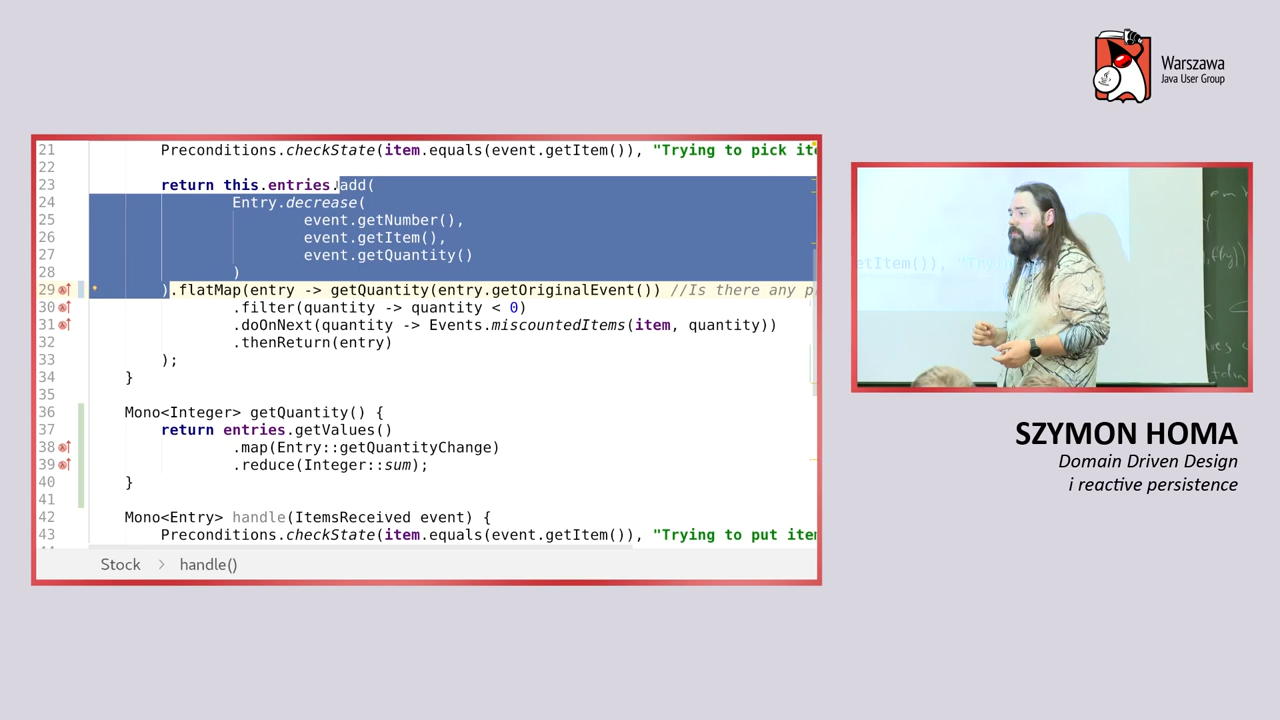 Warszawa
Java User Group
21 Preconditions.checkState(item.equals(event.getItem()), "Trying to pick
22
23 return this.entries.add(
24 Entry.decrease(
25 event.getNumber(),
26 event.getItem(),
27 event.getQuantity()
28 )
29 ).flatMap(entry -> getQuantity(entry.getOriginalEvent()) //Is there any
30 .filter(quantity -> quantity < 0)
31 .doOnNext(quantity -> Events.miscountedItems(item, quantity))
32 .thenReturn(entry)
33 );
34 }
35
36 Mono<Integer> getQuantity() {
37 return entries.getValues()
38 .map(Entry::getQuantityChange)
39 .reduce(Integer::sum);
40 }
41
42 Mono<Entry> handle(ItemsReceived event) {
43 Preconditions.checkState(item.equals(event.getItem()), "Trying to put
Stock > handle()
etItem()),
SZYMON HOMA
Domain Driven Design
i reactive persistence